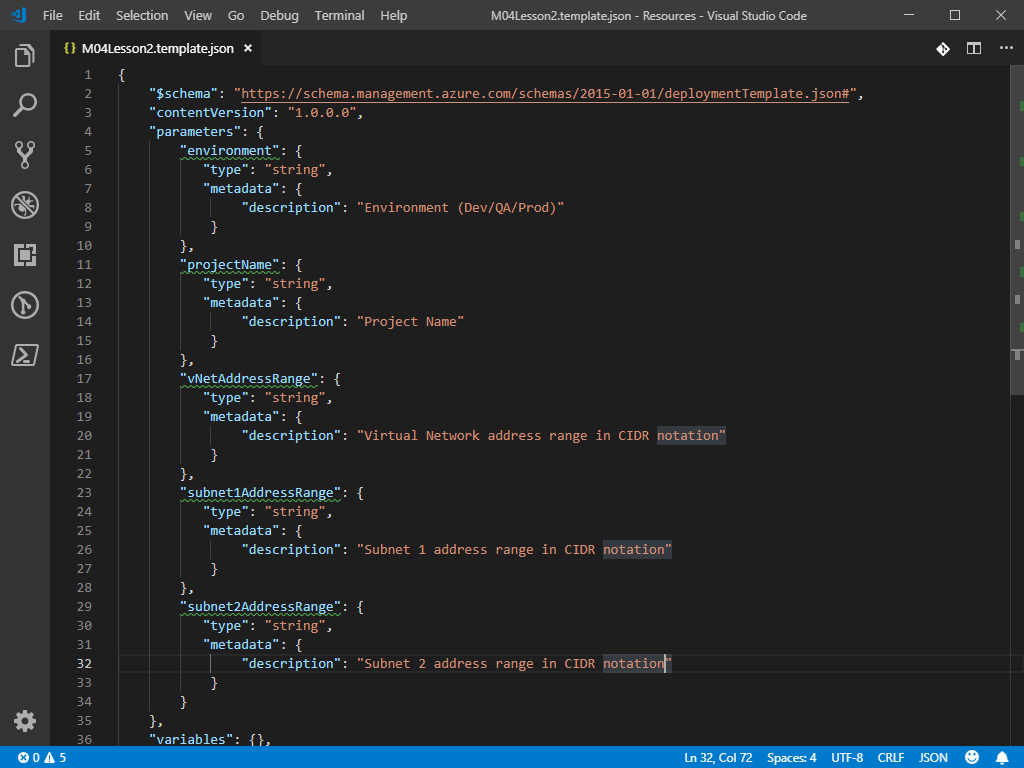 File Edit Selection View Go Debug Terminal Help M04Lesson2.template.json - Resources - Visual Studio Code
{} M04Lesson2.template.json ×
1 {
2 "$schema": "https://schema.management.azure.com/schemas/2015-01-01/deploymentTemplate.json#",
3 "contentVersion": "1.0.0.0",
4 "parameters": {
5 "environment": {
6 "type": "string",
7 "metadata": {
8 "description": "Environment (Dev/QA/Prod)"
9 }
10 },
11 "projectName": {
12 "type": "string",
13 "metadata": {
14 "description": "Project Name"
15 }
16 },
17 "vNetAddressRange": {
18 "type": "string",
19 "metadata": {
20 "description": "Virtual Network address range in CIDR notation"
21 }
22 },
23 "subnet1AddressRange": {
24 "type": "string",
25 "metadata": {
26 "description": "Subnet 1 address range in CIDR notation"
27 }
28 },
29 "subnet2AddressRange": {
30 "type": "string",
31 "metadata": {
32 "description": "Subnet 2 address range in CIDR notation"
33 }
34 }
35 },
36 "variables": {},
0 5 Ln 32, Col 72 Spaces: 4 UTF-8 CRLF JSON